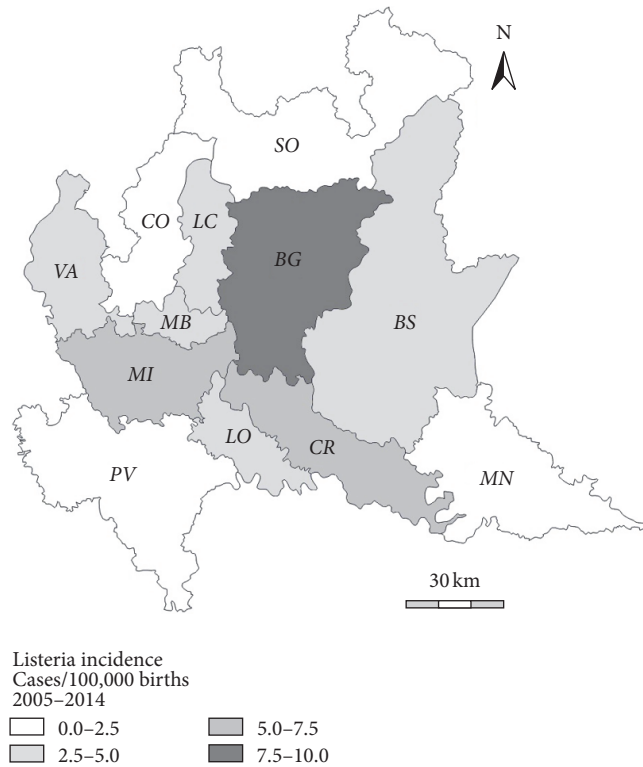 N
SO
CO
LC
VA
BG
MB
BS
MI
LO
CR
PV
MN
30 km
Listeria incidence
Cases/100,000 births
2005–2014
0.0–2.5
5.0–7.5
2.5–5.0
7.5–10.0